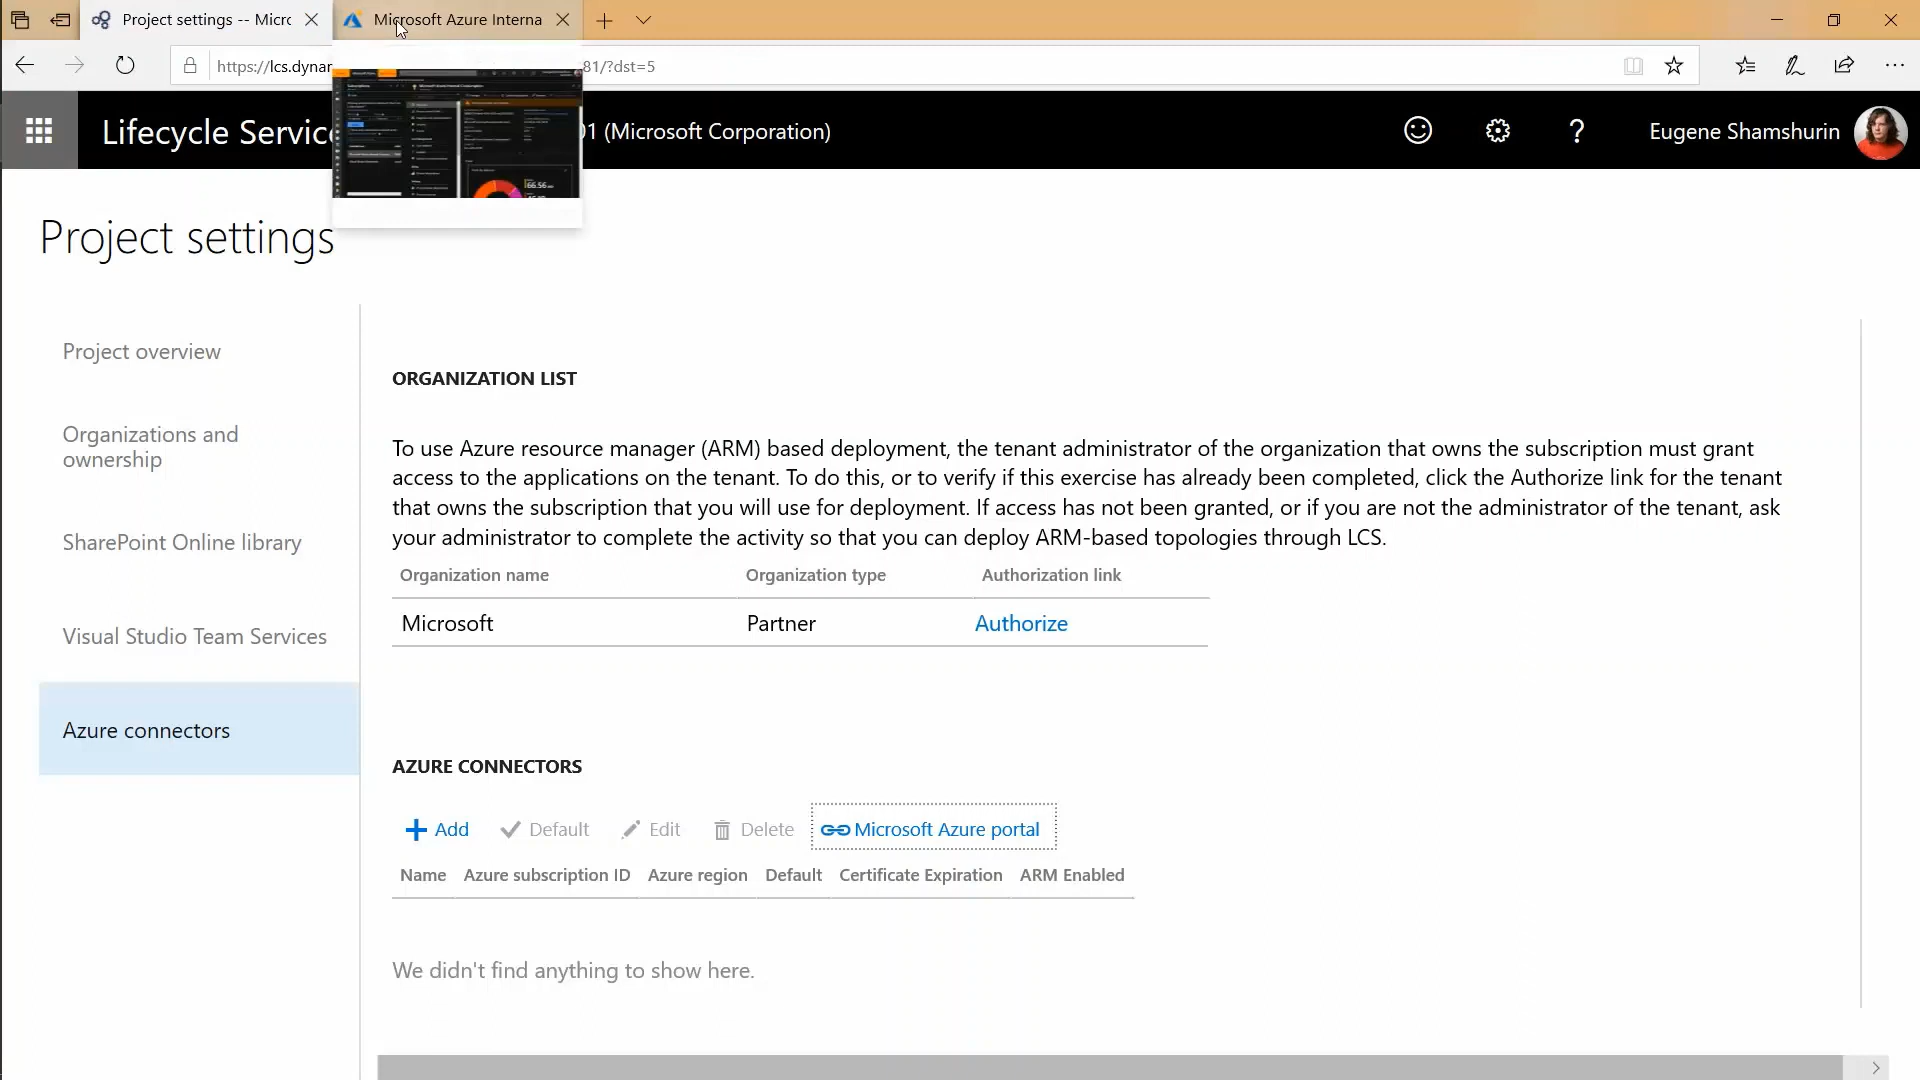 Project settings -- Micrc
Microsoft Azure Interna
https://lcs.dynar
81/?dst=5
Lifecycle Service
01 (Microsoft Corporation)
?
Eugene Shamshurin
Project settings
Project overview
Organizations and
ownership
SharePoint Online library
Visual Studio Team Services
Azure connectors
ORGANIZATION LIST
To use Azure resource manager (ARM) based deployment, the tenant administrator of the organization that owns the subscription must grant
access to the applications on the tenant. To do this, or to verify if this exercise has already been completed, click the Authorize link for the tenant
that owns the subscription that you will use for deployment. If access has not been granted, or if you are not the administrator of the tenant, ask
your administrator to complete the activity so that you can deploy ARM-based topologies through LCS.
Organization name Organization type Authorization link
Microsoft Partner Authorize
AZURE CONNECTORS
Add Default Edit Delete Microsoft Azure portal
Name Azure subscription ID Azure region Default Certificate Expiration ARM Enabled
We didn't find anything to show here.